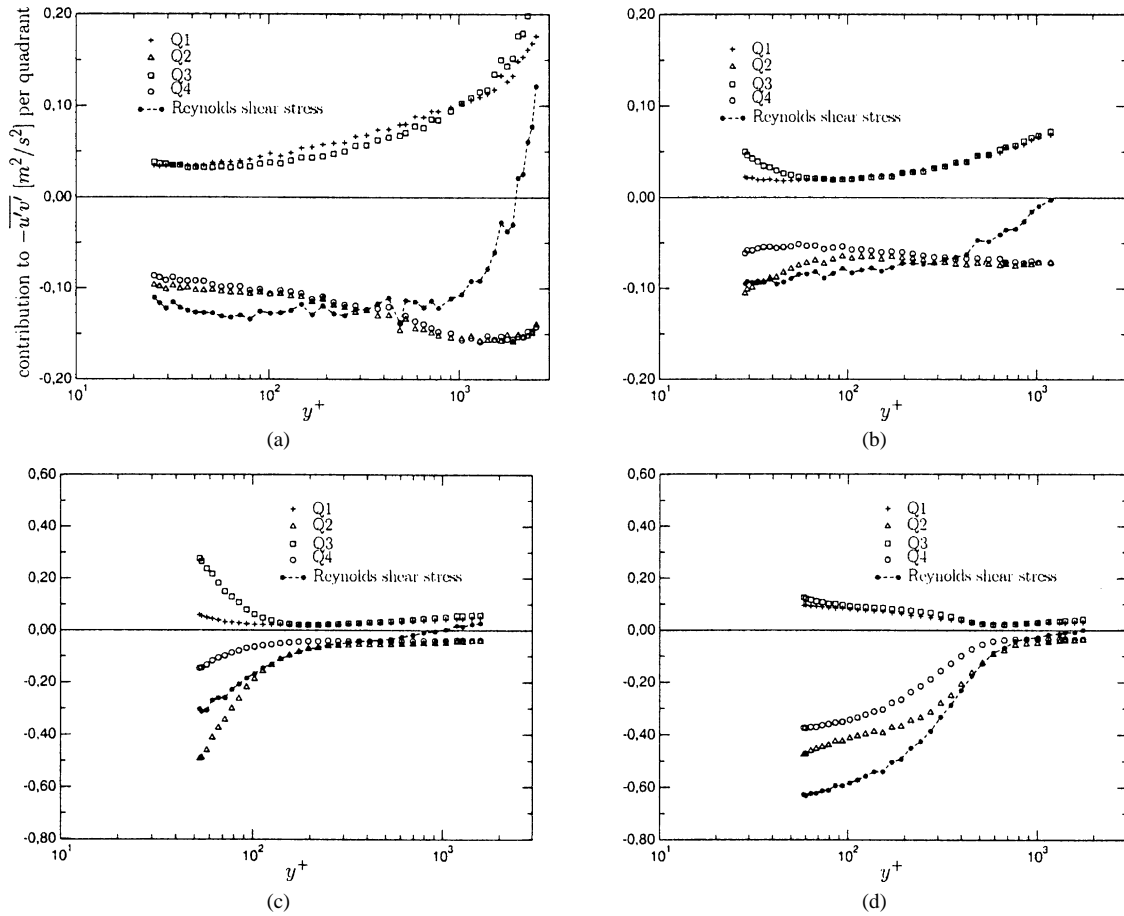 contribution to −u′v′ [m²/s²] per quadrant
0,20
0,10
0,00
-0,10
-0,20
Q1
Q2
Q3
Q4
Reynolds shear stress
10¹
10²
10³
y⁺
(a)
0,20
0,10
0,00
-0,10
-0,20
Q1
Q2
Q3
Q4
Reynolds shear stress
10¹
10²
10³
y⁺
(b)
0,60
0,40
0,20
0,00
-0,20
-0,40
-0,60
-0,80
Q1
Q2
Q3
Q4
Reynolds shear stress
10¹
10²
10³
y⁺
(c)
0,60
0,40
0,20
0,00
-0,20
-0,40
-0,60
-0,80
Q1
Q2
Q3
Q4
Reynolds shear stress
10¹
10²
10³
y⁺
(d)